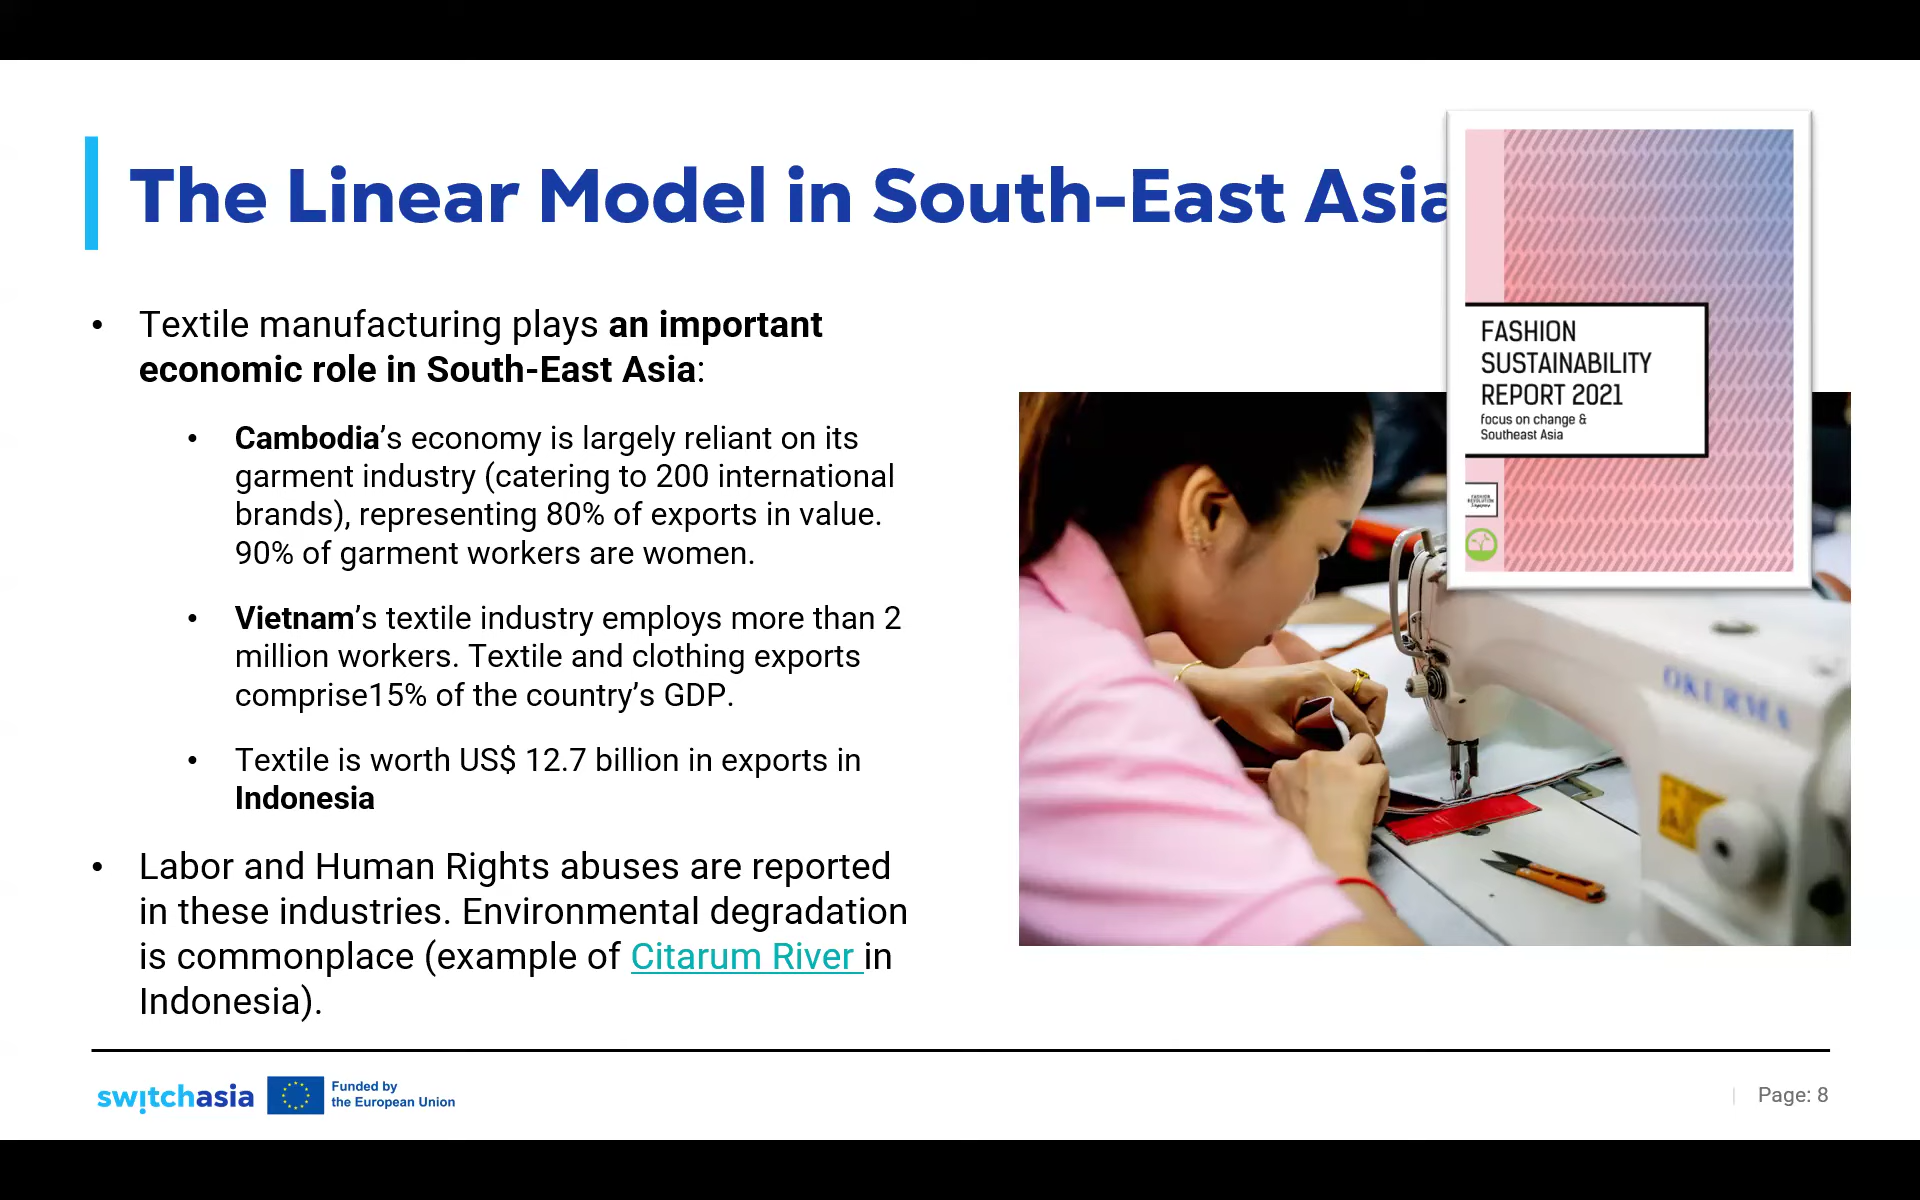 The Linear Model in South-East Asia
• Textile manufacturing plays an important
economic role in South-East Asia:
• Cambodia’s economy is largely reliant on its
garment industry (catering to 200 international
brands), representing 80% of exports in value.
90% of garment workers are women.
• Vietnam’s textile industry employs more than 2
million workers. Textile and clothing exports
comprise15% of the country’s GDP.
• Textile is worth US$ 12.7 billion in exports in
Indonesia
• Labor and Human Rights abuses are reported
in these industries. Environmental degradation
is commonplace (example of Citarum River in
Indonesia).
FASHION
SUSTAINABILITY
REPORT 2021
focus on change &
Southeast Asia
FASHION
REVOLUTION
OKURMA
switchasia
Funded by
the European Union
Page: 8